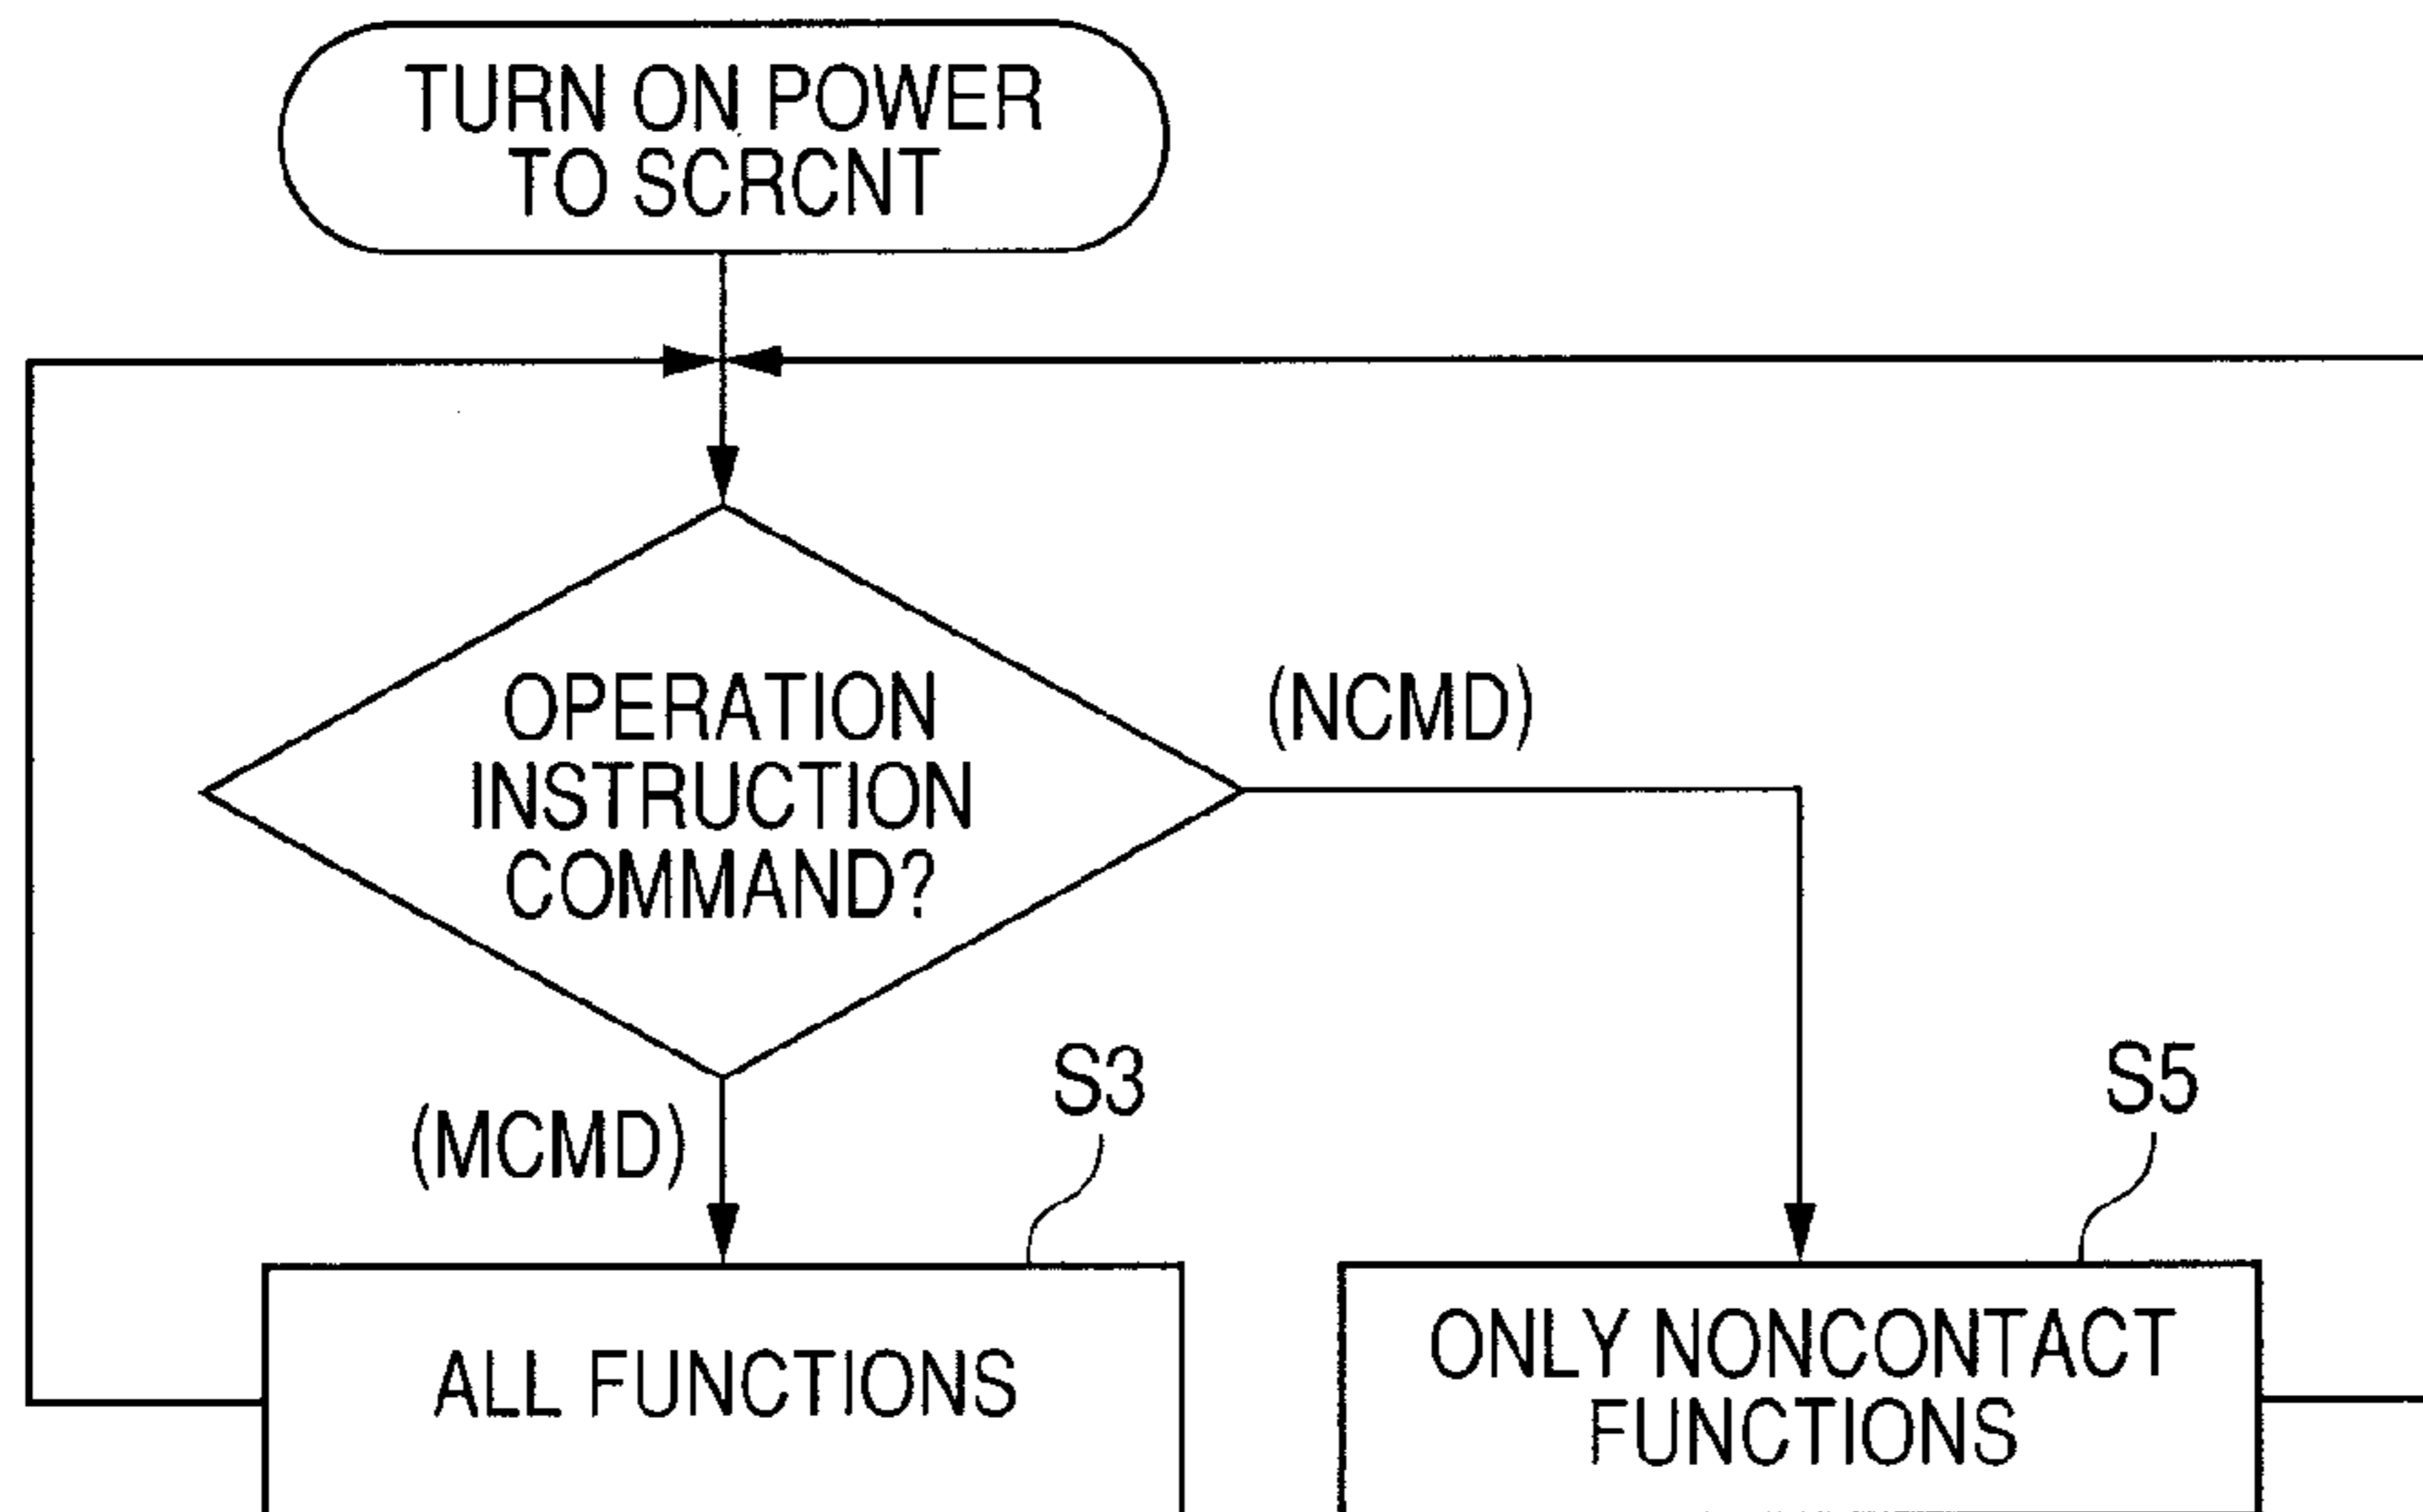 TURN ON POWER
TO SCRCNT
OPERATION
INSTRUCTION
COMMAND?
(NCMD)
(MCMD)
S3
S5
ALL FUNCTIONS
ONLY NONCONTACT
FUNCTIONS